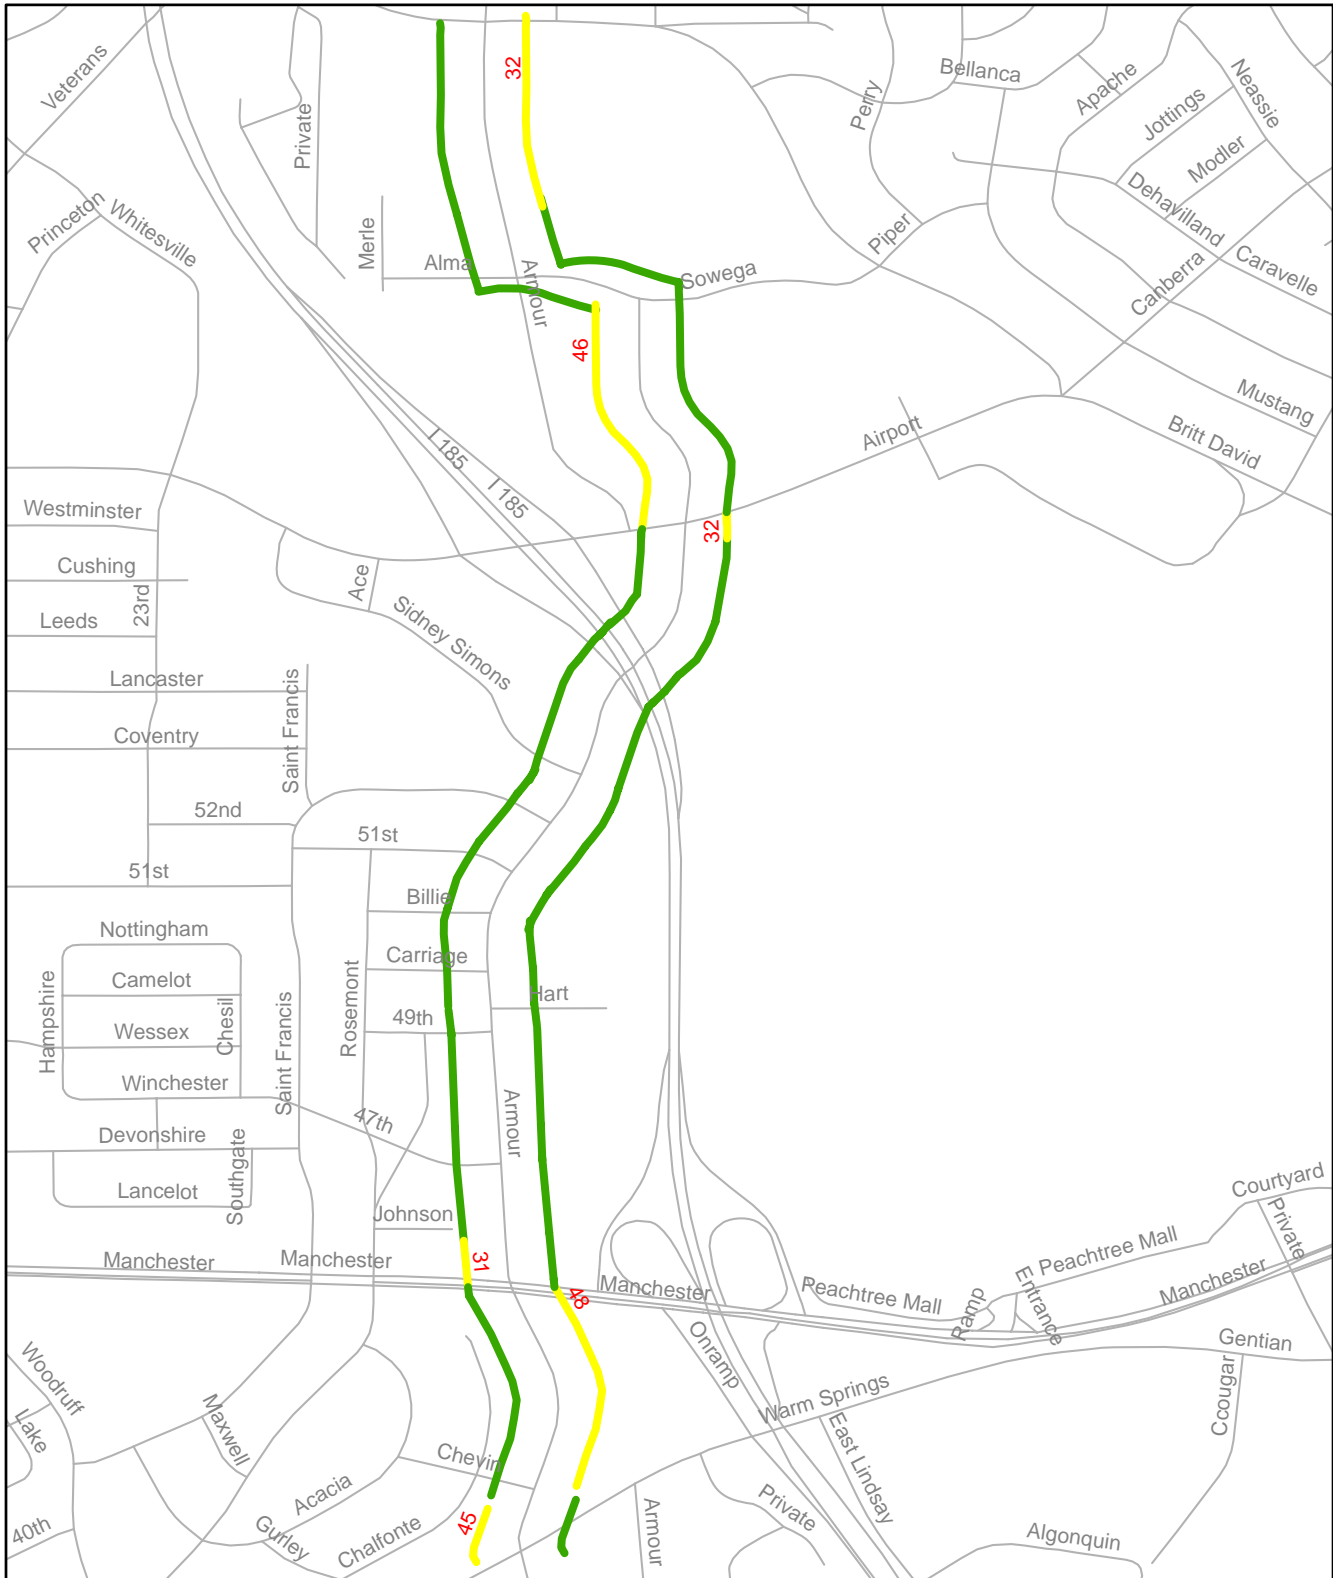 32
Veterans
Bellanca
Apache
Neassie
Jottings
Perry
Private
Modler
Dehavilland
Princeton
Whitesville
Merle
Piper
Caravelle
Canberra
Alma
Armour
Sowega
46
Mustang
Britt David
Airport
I 185
I 185
Westminster
32
Cushing
Ace
23rd
Leeds
Sidney Simons
Lancaster
Saint Francis
Coventry
52nd
51st
51st
Billie
Nottingham
Carriage
Camelot
Hart
Hampshire
Chesil
Saint Francis
Rosemont
49th
Wessex
Winchester
Armour
47th
Devonshire
Southgate
Lancelot
Courtyard
Johnson
Private
Peachtree Mall
Manchester
Manchester
31
Manchester
48
Peachtree Mall
Ramp
Entrance
Manchester
Gentian
Onramp
Woodruff
Lake
Maxwell
Warm Springs
Ccougar
East Lindsay
Chevin
Acacia
Private
45
40th
Gurley
Chalfonte
Armour
Algonquin